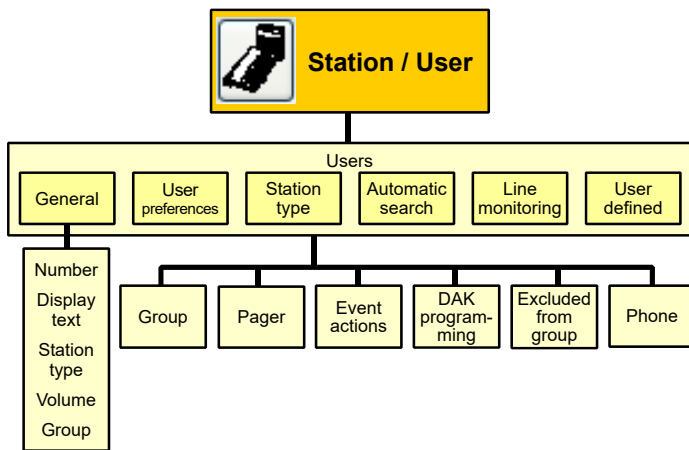 Station / User
Users
General
User
preferences
Station
type
Automatic
search
Line
monitoring
User
defined
Number
Display
text
Station
type
Volume
Group
Group
Pager
Event
actions
DAK
program-
ming
Excluded
from
group
Phone